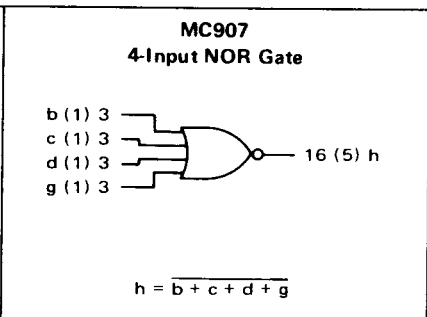 MC907
4-Input NOR Gate
b (1) 3
c (1) 3
d (1) 3
g (1) 3
16 (5) h
h = b + c + d + g